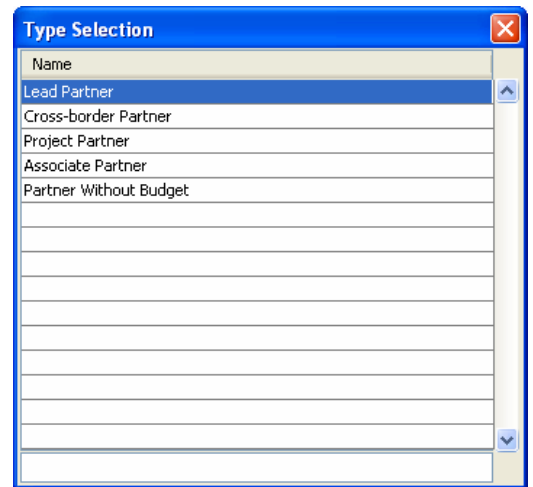 Type Selection
Name
Lead Partner
Cross-border Partner
Project Partner
Associate Partner
Partner Without Budget